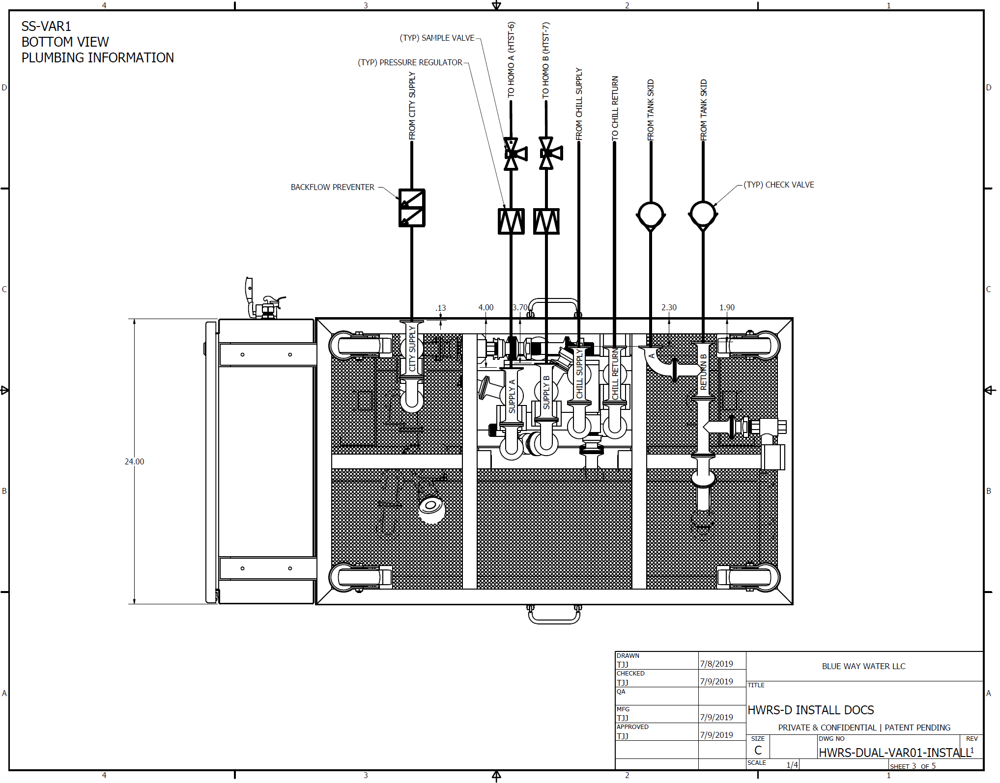 4
3
2
1
SS-VAR1
BOTTOM VIEW
PLUMBING INFORMATION
(TYP) SAMPLE VALVE
(TYP) PRESSURE REGULATOR
FROM CITY SUPPLY
TO HOMO A (HTST-6)
TO HOMO B (HTST-7)
FROM CHILL SUPPLY
TO CHILL RETURN
FROM TANK SKID
FROM TANK SKID
D
D
BACKFLOW PREVENTER
(TYP) CHECK VALVE
C
C
.13
4.00
3.70
2.30
1.90
CITY SUPPLY
SUPPLY A
SUPPLY B
CHILL SUPPLY
CHILL RETURN
A
RETURN B
24.00
B
B
A
A
DRAWN
TJJ
7/8/2019
CHECKED
TJJ
7/9/2019
QA
MFG
TJJ
7/9/2019
APPROVED
TJJ
7/9/2019
BLUE WAY WATER LLC
TITLE
HWRS-D INSTALL DOCS
PRIVATE & CONFIDENTIAL | PATENT PENDING
SIZE
C
DWG NO
HWRS-DUAL-VAR01-INSTALL
REV
1
SCALE
1/4
SHEET 3 OF 5
4
3
2
1